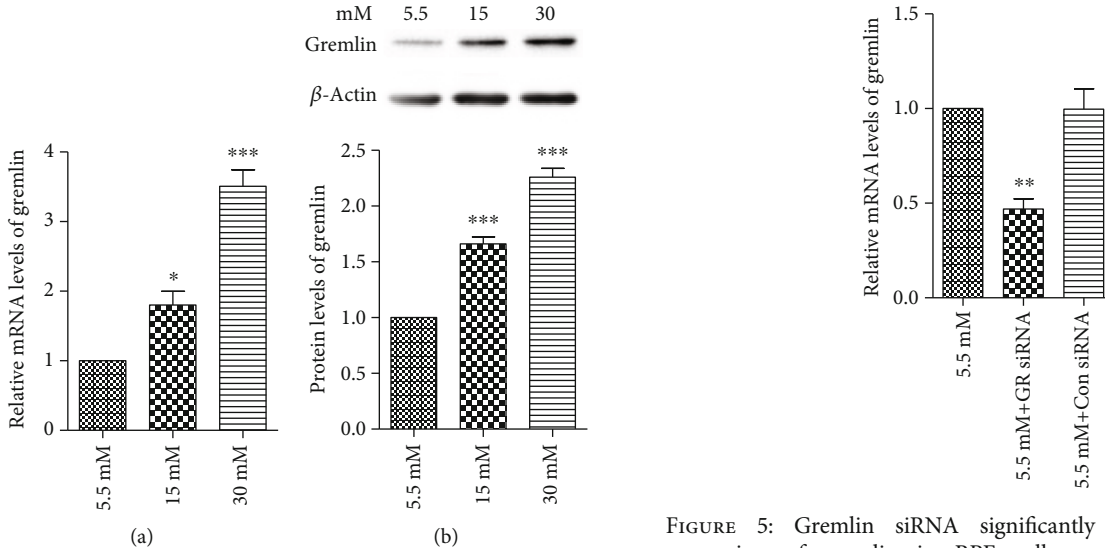 mM 5.5 15 30
Gremlin
β-Actin
Relative mRNA levels of gremlin
4
3
2
1
0
*
***
5.5 mM
15 mM
30 mM
(a)
Protein levels of gremlin
2.5
2.0
1.5
1.0
0.5
0.0
***
***
5.5 mM
15 mM
30 mM
(b)
Relative mRNA levels of gremlin
1.5
1.0
0.5
0.0
**
5.5 mM
5.5 mM+GR siRNA
5.5 mM+Con siRNA
FIGURE 5: Gremlin siRNA significantly